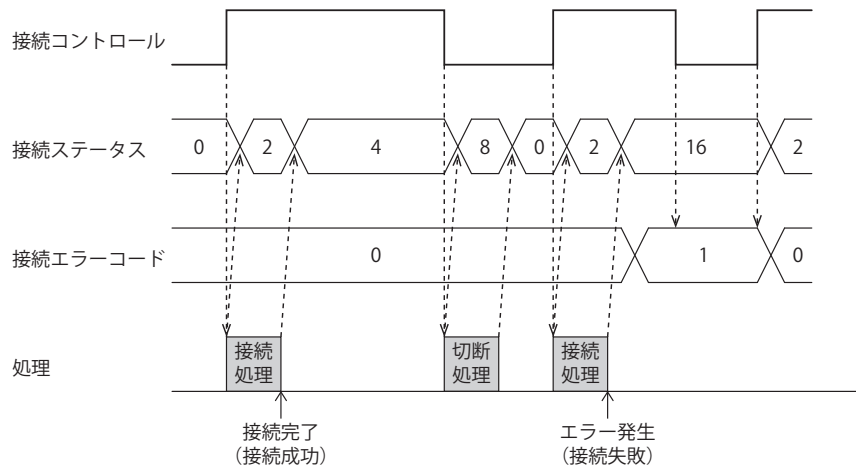 接続コントロール
接続ステータス
0
2
4
8
0
2
16
2
接続エラーコード
0
1
0
処理
接続
処理
切断
処理
接続
処理
接続完了
（接続成功）
エラー発生
（接続失敗）